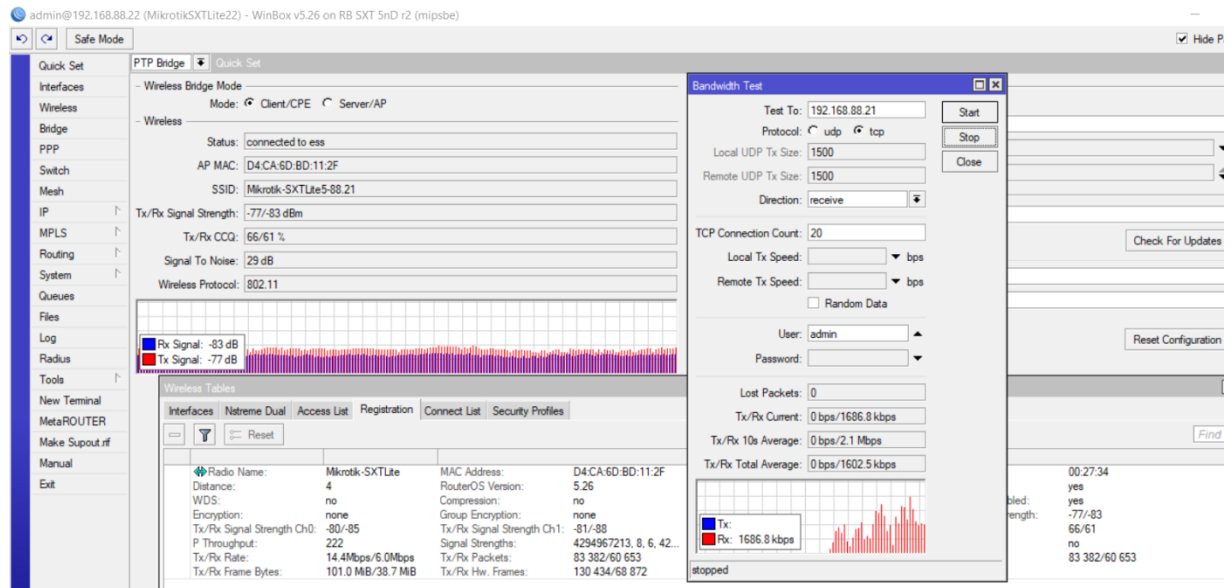 admin@192.168.88.22 (MikrotikSXTLite22) - WinBox v5.26 on RB SXT 5nD r2 (mipsbe)
Safe Mode
Hide
Quick Set
Interfaces
Wireless
Bridge
PPP
Switch
Mesh
IP
MPLS
Routing
System
Queues
Files
Log
Radius
Tools
New Terminal
MetaROUTER
Make Supout.rif
Manual
Exit
PTP Bridge Quick Set
Wireless Bridge Mode
Mode: Client/CPE Server/AP
Wireless
Status: connected to ess
AP MAC: D4:CA:6D:BD:11:2F
SSID: Mikrotik-SXTLite5-88.21
Tx/Rx Signal Strength: -77/-83 dBm
Tx/Rx CCQ: 66/61 %
Signal To Noise: 29 dB
Wireless Protocol: 802.11
Rx Signal: -83 dB
Tx Signal: -77 dB
Check For Updates
Reset Configuration
Wireless Tables
Interfaces Nstreme Dual Access List Registration Connect List Security Profiles
Reset
Find
Radio Name: Mikrotik-SXTLite MAC Address: D4:CA:6D:BD:11:2F 00:27:34
Distance: 4 RouterOS Version: 5.26 yes
WDS: no Compression: no bled: yes
Encryption: none Group Encryption: none ength: -77/-83
Tx/Rx Signal Strength Ch0: -80/-85 Tx/Rx Signal Strength Ch1: -81/-88 66/61
P Throughput: 222 Signal Strengths: 4294967213, 8, 6, 42... no
Tx/Rx Rate: 14.4Mbps/6.0Mbps Tx/Rx Packets: 83 382/60 653 83 382/60 653
Tx/Rx Frame Bytes: 101.0 MiB/38.7 MiB Tx/Rx Hw. Frames: 130 434/68 872
Bandwidth Test
Test To: 192.168.88.21
Protocol: udp tcp
Local UDP Tx Size: 1500
Remote UDP Tx Size: 1500
Direction: receive
TCP Connection Count: 20
Local Tx Speed: bps
Remote Tx Speed: bps
Random Data
User: admin
Password:
Lost Packets: 0
Tx/Rx Current: 0 bps/1686.8 kbps
Tx/Rx 10s Average: 0 bps/2.1 Mbps
Tx/Rx Total Average: 0 bps/1602.5 kbps
Tx:
Rx: 1686.8 kbps
stopped
Start
Stop
Close